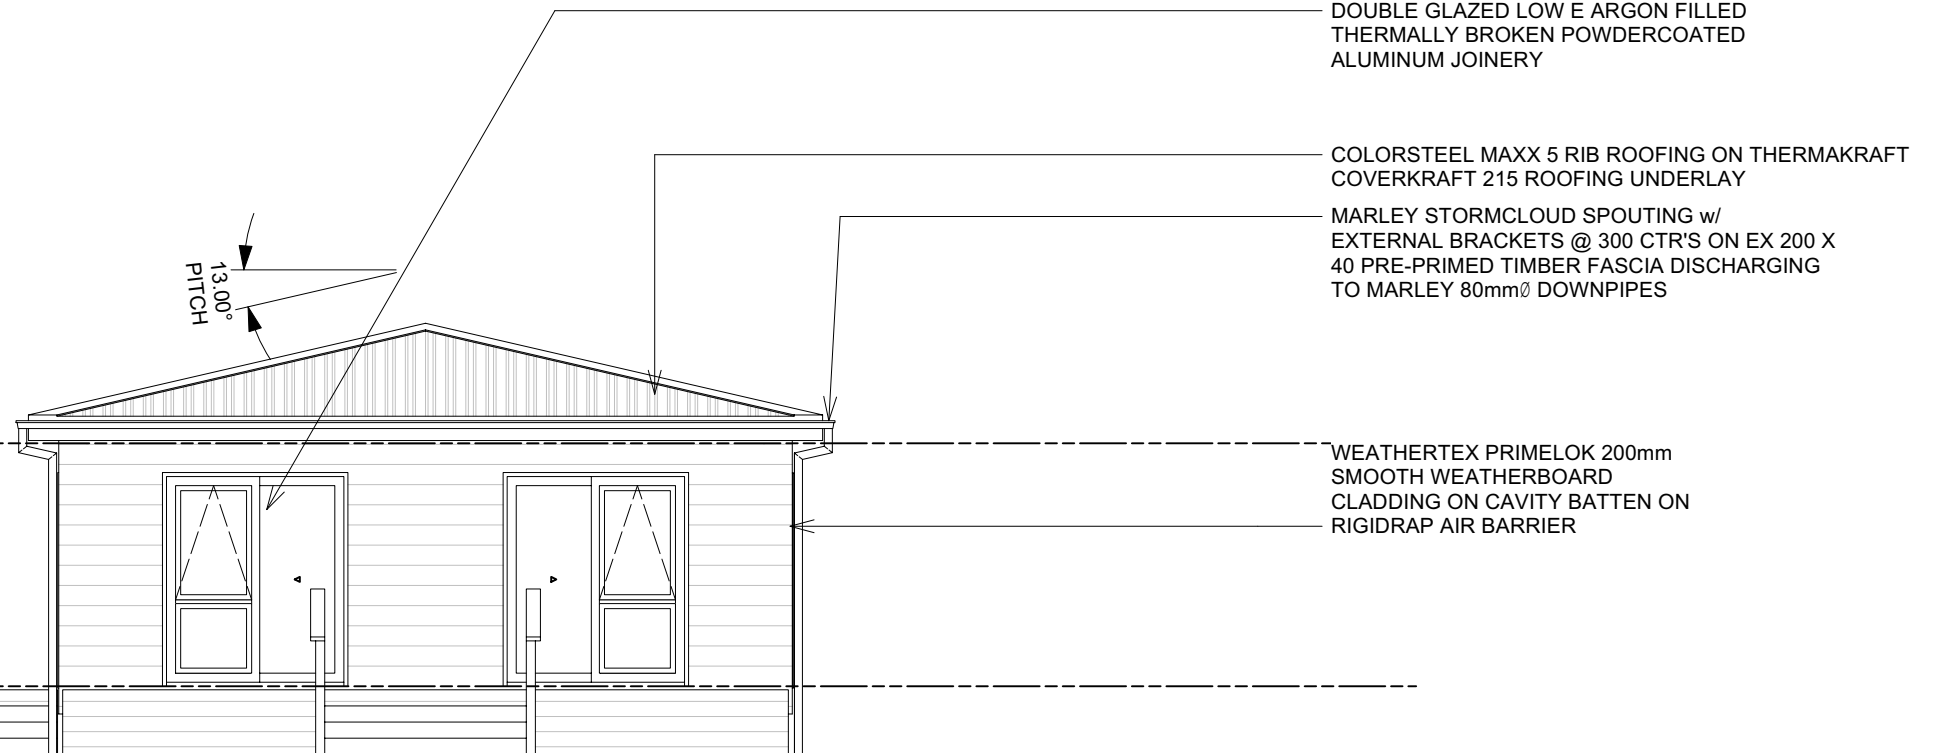 DOUBLE GLAZED LOW E ARGON FILLED
THERMALLY BROKEN POWDERCOATED
ALUMINUM JOINERY
COLORSTEEL MAXX 5 RIB ROOFING ON THERMAKRAFT
COVERKRAFT 215 ROOFING UNDERLAY
MARLEY STORMCLOUD SPOUTING w/
EXTERNAL BRACKETS @ 300 CTR'S ON EX 200 X
40 PRE-PRIMED TIMBER FASCIA DISCHARGING
TO MARLEY 80mmØ DOWNPIPES
13.00°
PITCH
WEATHERTEX PRIMELOK 200mm
SMOOTH WEATHERBOARD
CLADDING ON CAVITY BATTEN ON
RIGIDRAP AIR BARRIER